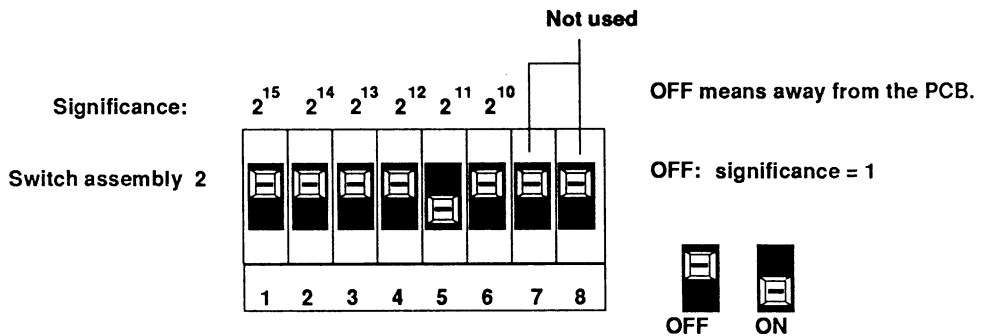 Not used
Significance: 2^15 2^14 2^13 2^12 2^11 2^10
OFF means away from the PCB.
Switch assembly 2
OFF: significance = 1
1 2 3 4 5 6 7 8
OFF ON